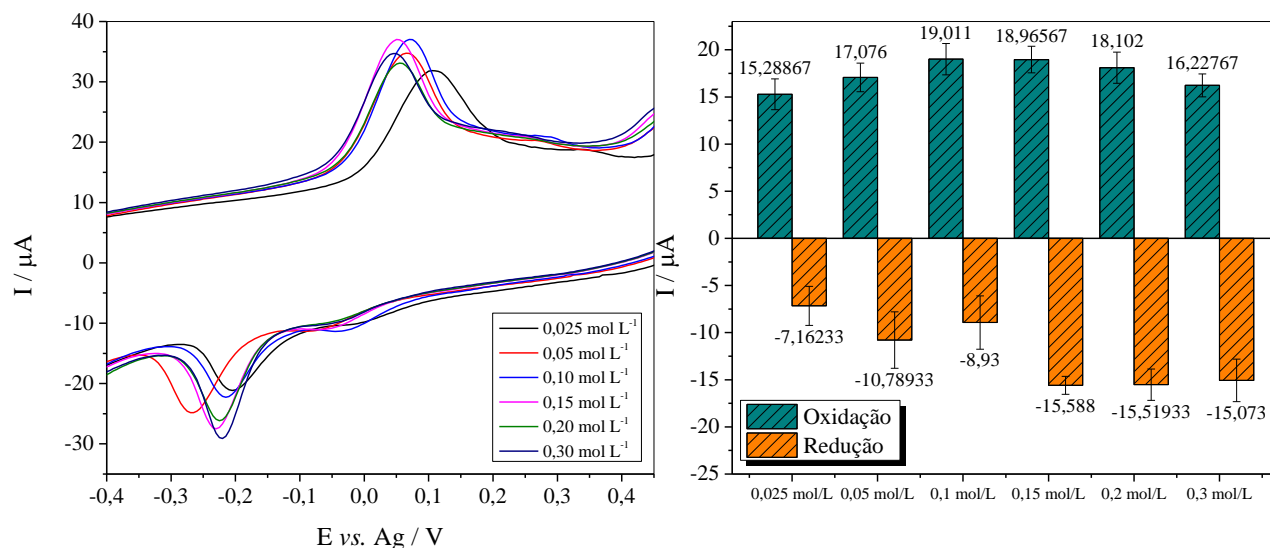 40
30
20
10
0
-10
-20
-30
-0,4
-0,3
-0,2
-0,1
0,0
0,1
0,2
0,3
0,4
I / µA
E vs. Ag / V
0,025 mol L-1
0,05 mol L-1
0,10 mol L-1
0,15 mol L-1
0,20 mol L-1
0,30 mol L-1
20
15
10
5
0
-5
-10
-15
-20
-25
I / µA
15,28867
17,076
19,011
18,96567
18,102
16,22767
-7,16233
-10,78933
-8,93
-15,588
-15,51933
-15,073
Oxidação
Redução
0,025 mol/L
0,05 mol/L
0,1 mol/L
0,15 mol/L
0,2 mol/L
0,3 mol/L